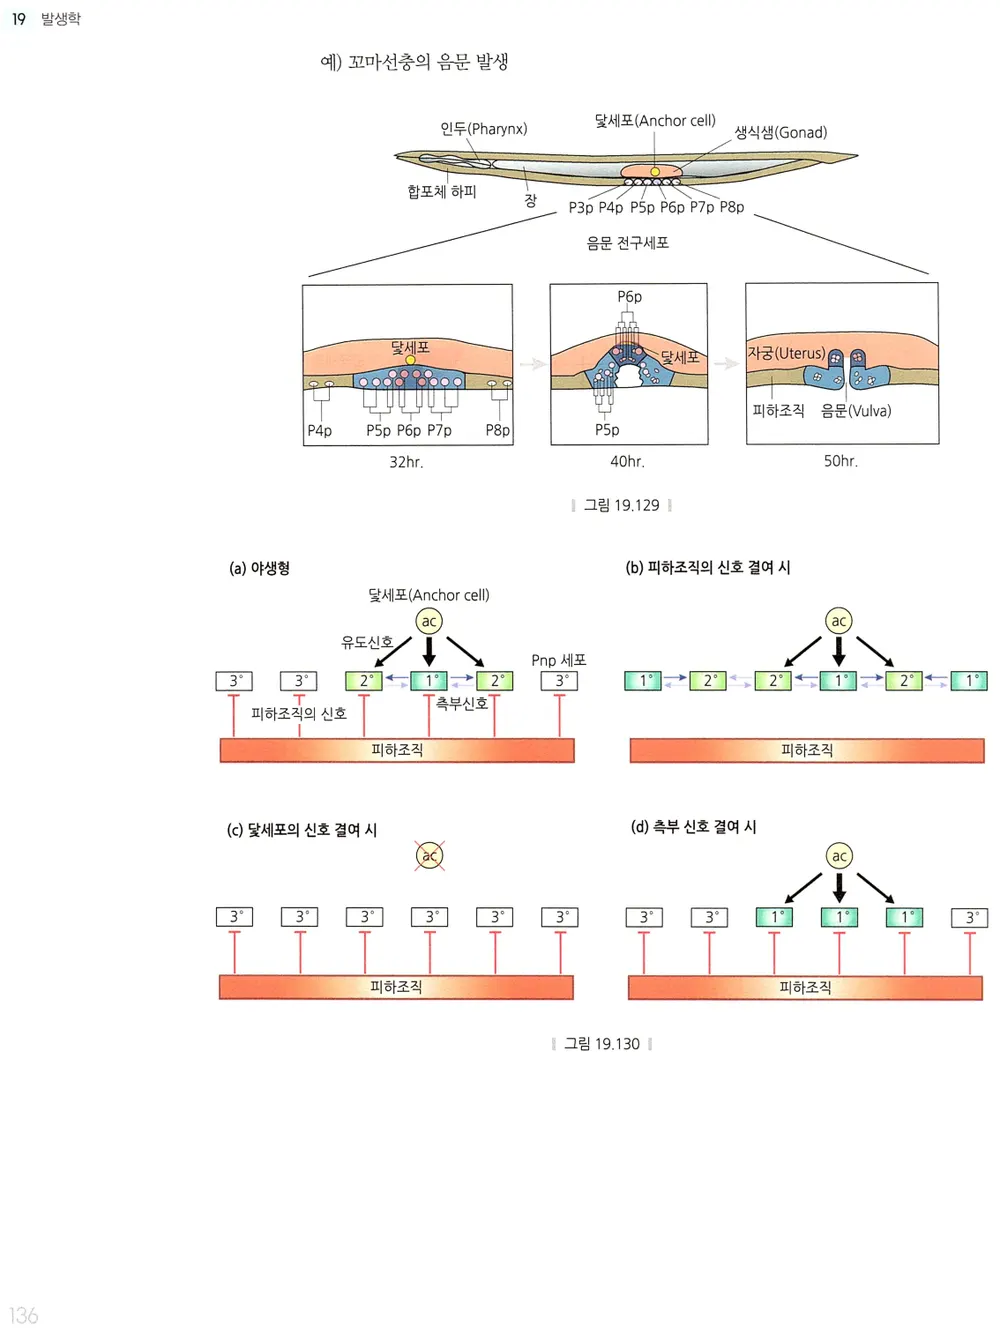 19 발생학
예) 꼬마선충의 음문 발생
인두(Pharynx)
닻세포(Anchor cell)
생식샘(Gonad)
합포체 하피
장
P3p P4p P5p P6p P7p P8p
음문 전구세포
닻세포
P4p P5p P6p P7p P8p
32hr.
P6p
닻세포
P5p
40hr.
자궁(Uterus)
피하조직 음문(Vulva)
50hr.
그림 19.129
(a) 야생형
닻세포(Anchor cell)
ac
유도신호
Pnp 세포
3° 3° 2° 1° 2° 3°
피하조직의 신호
측부신호
피하조직
(b) 피하조직의 신호 결여 시
ac
1° 2° 2° 1° 2° 1°
피하조직
(c) 닻세포의 신호 결여 시
ac
3° 3° 3° 3° 3° 3°
피하조직
(d) 측부 신호 결여 시
ac
3° 3° 1° 1° 1° 3°
피하조직
그림 19.130
136